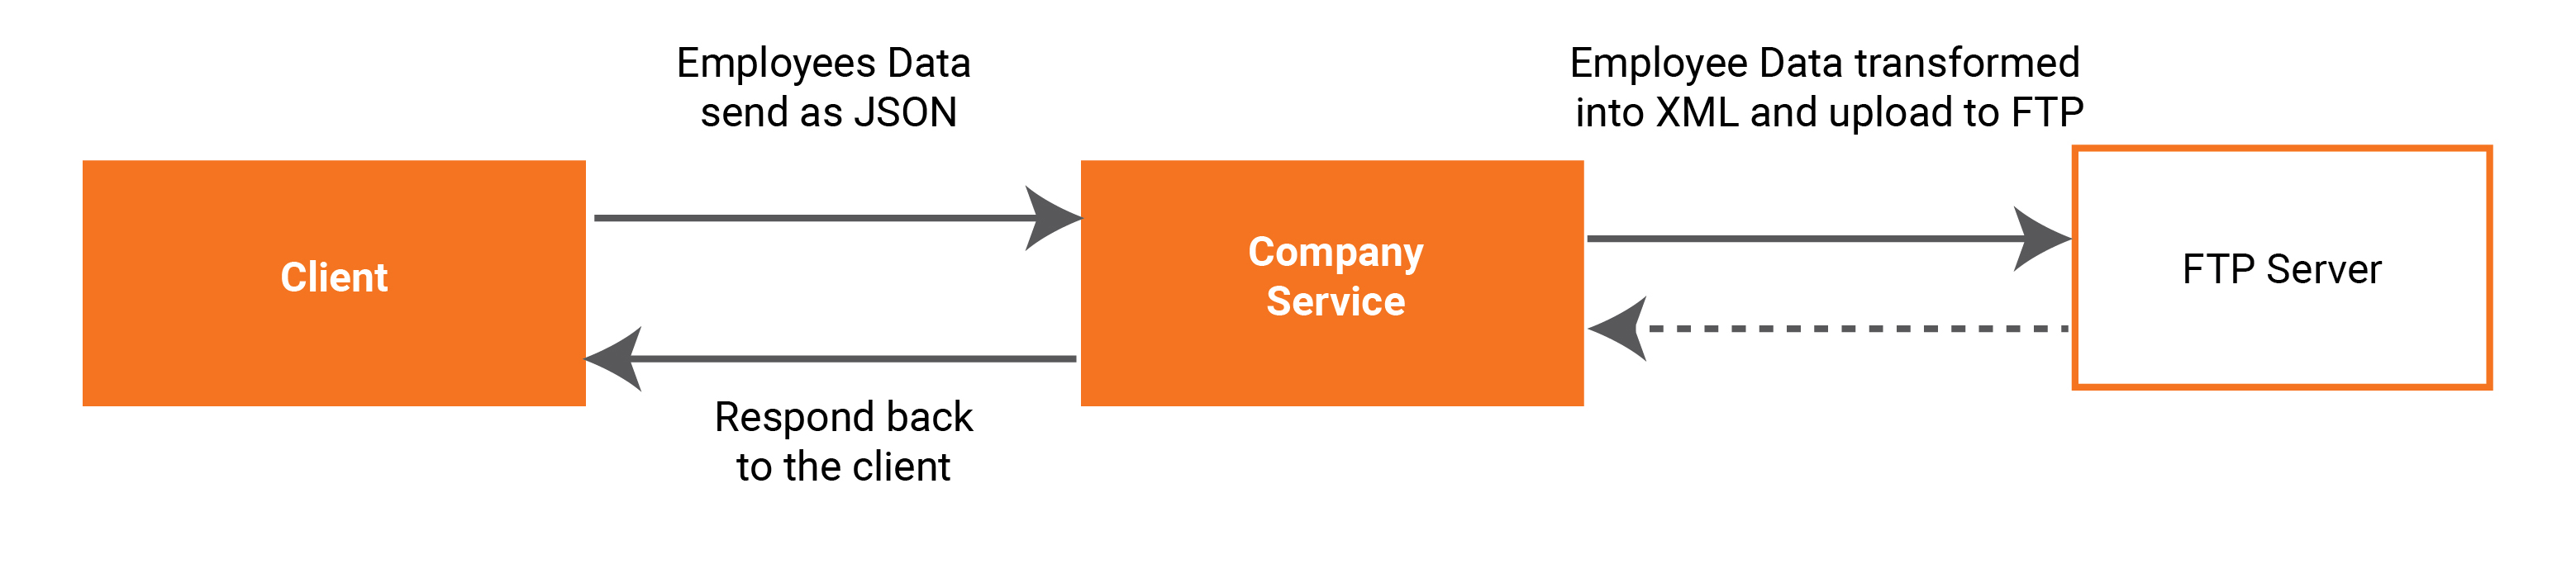 Employees Data
send as JSON
Employee Data transformed
into XML and upload to FTP
Client
Company
Service
FTP Server
Respond back
to the client